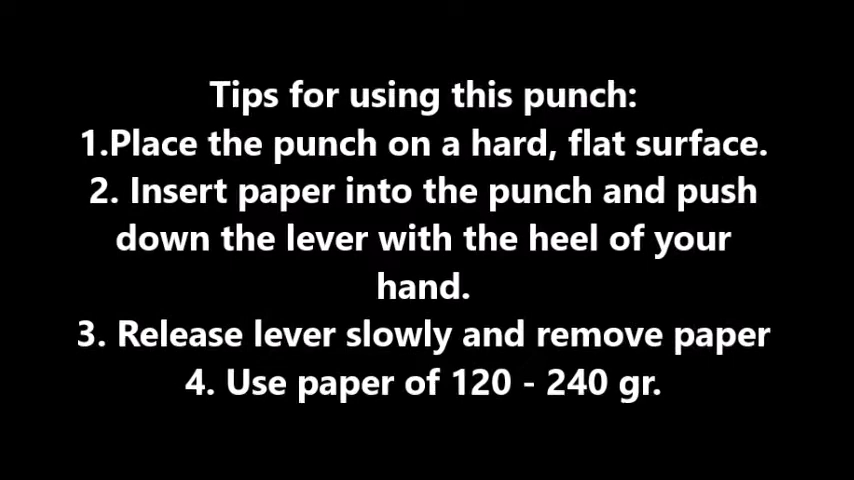 Tips for using this punch:
1.Place the punch on a hard, flat surface.
2. Insert paper into the punch and push
down the lever with the heel of your
hand.
3. Release lever slowly and remove paper
4. Use paper of 120 - 240 gr.